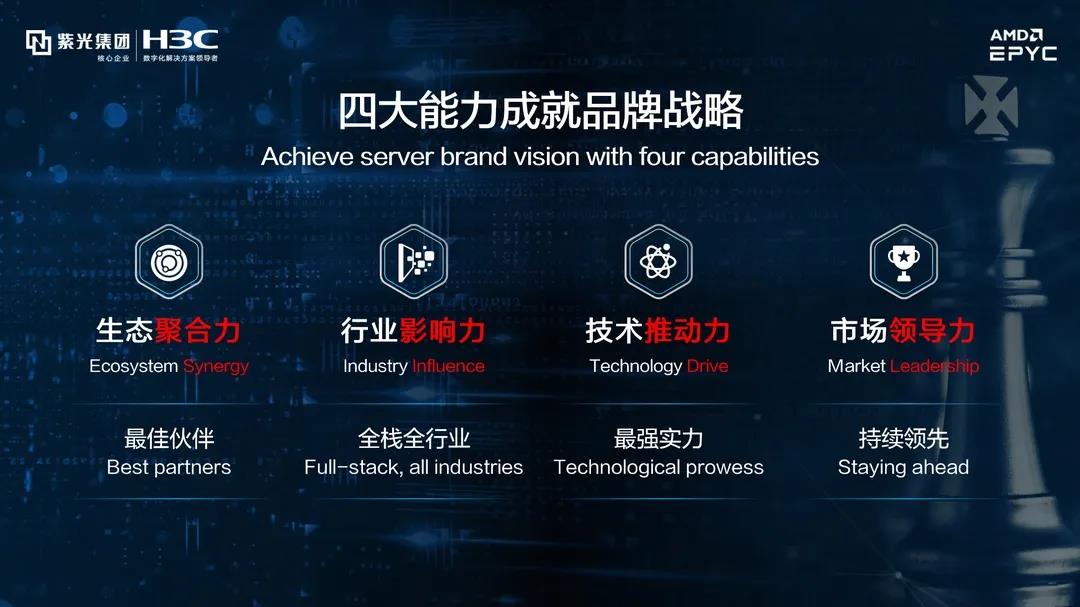 紫光集团
核心企业
H3C
数字化解决方案领导者
AMD
EPYC
四大能力成就品牌战略
Achieve server brand vision with four capabilities
生态聚合力
Ecosystem Synergy
最佳伙伴
Best partners
行业影响力
Industry Influence
全栈全行业
Full-stack, all industries
技术推动力
Technology Drive
最强实力
Technological prowess
市场领导力
Market Leadership
持续领先
Staying ahead